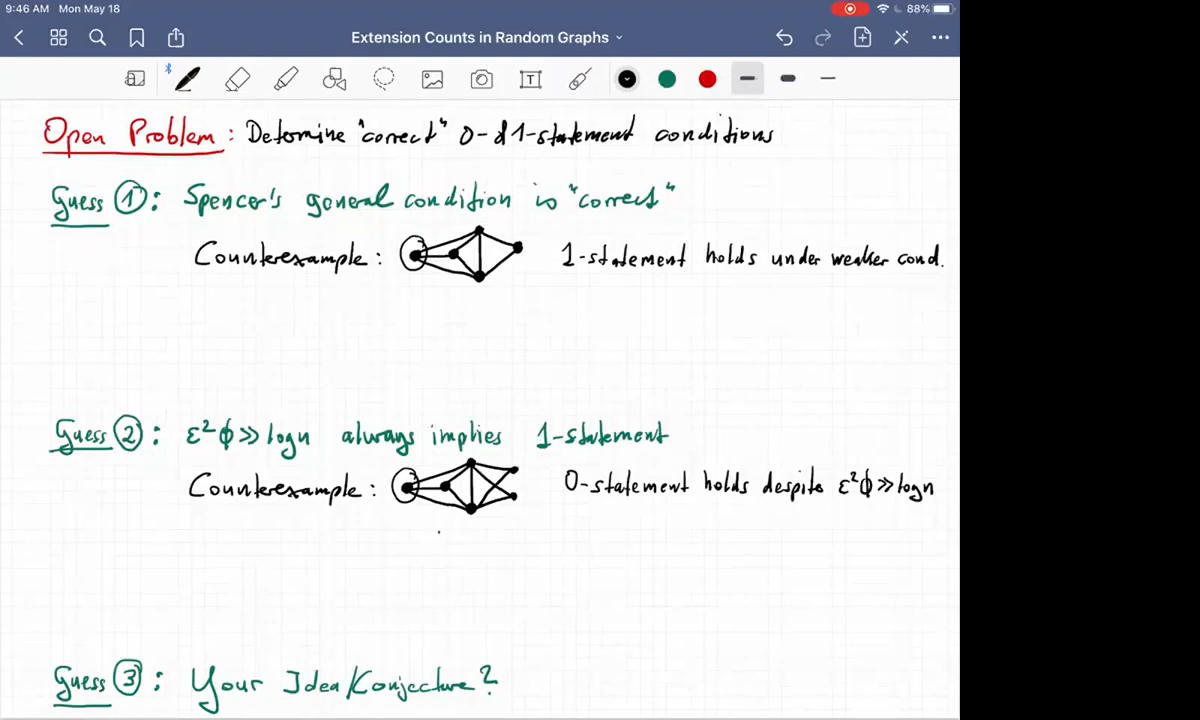 9:46 AM Mon May 18
88%
Extension Counts in Random Graphs
Open Problem: Determine "correct" 0- & 1-statement conditions
Guess ①: Spencer's general condition is "correct"
Counterexample: 1-statement holds under weaker cond.
Guess ②: ε²ϕ≫logn always implies 1-statement
Counterexample: 0-statement holds despite ε²ϕ≫logn
Guess ③: Your Idea/Conjecture?